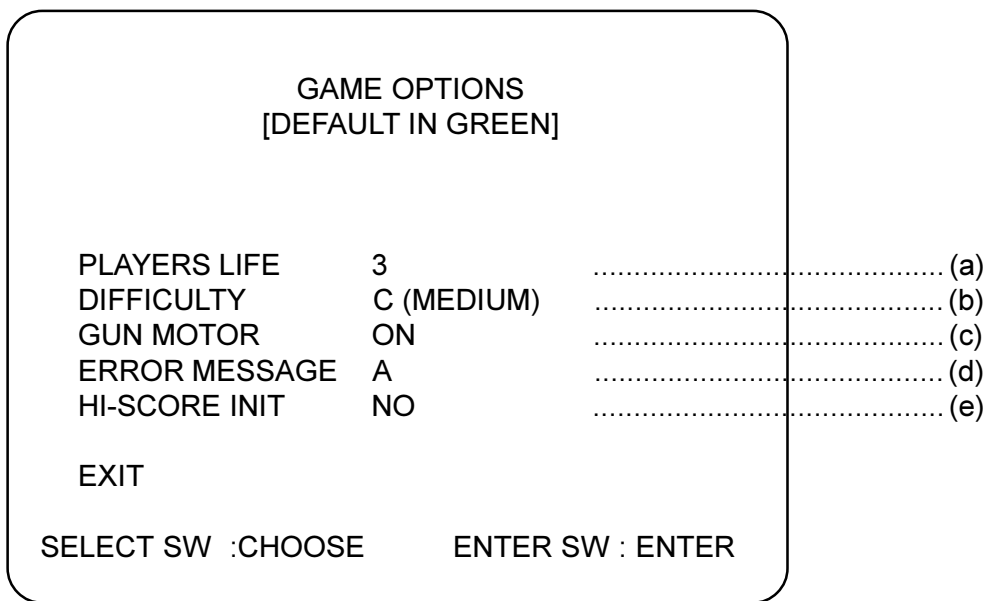 GAME OPTIONS
[DEFAULT IN GREEN]
PLAYERS LIFE 3 ........................................... (a)
DIFFICULTY C (MEDIUM) ........................................... (b)
GUN MOTOR ON ........................................... (c)
ERROR MESSAGE A ........................................... (d)
HI-SCORE INIT NO ........................................... (e)
EXIT
SELECT SW :CHOOSE ENTER SW : ENTER